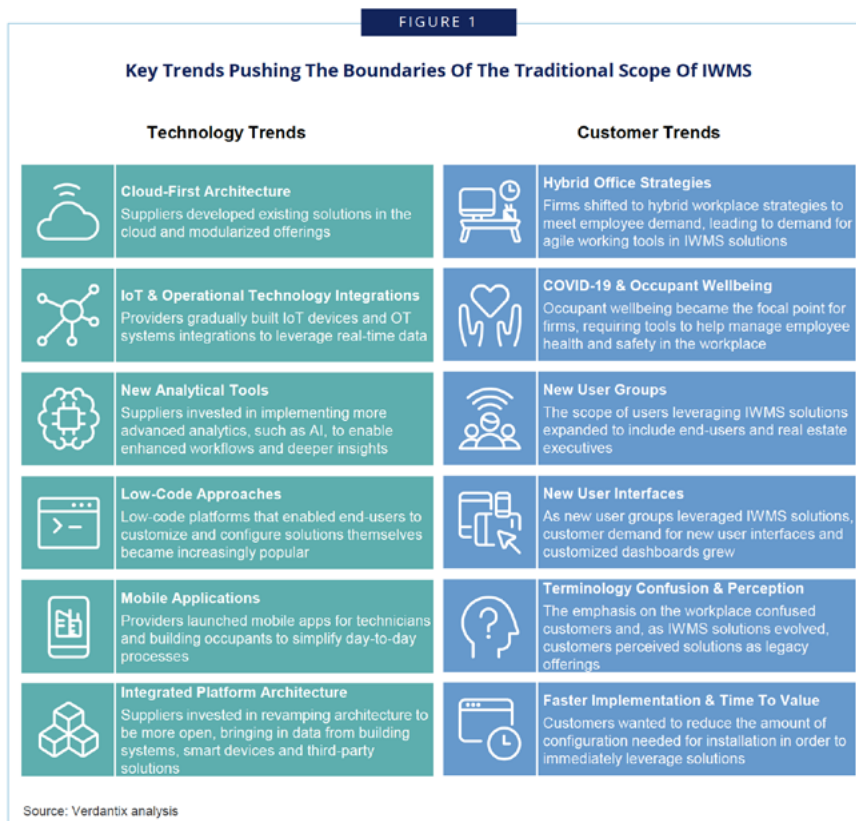 FIGURE 1
Key Trends Pushing The Boundaries Of The Traditional Scope Of IWMS
Technology Trends
Cloud-First Architecture
Suppliers developed existing solutions in the
cloud and modularized offerings
IoT & Operational Technology Integrations
Providers gradually built IoT devices and OT
systems integrations to leverage real-time data
New Analytical Tools
Suppliers invested in implementing more
advanced analytics, such as AI, to enable
enhanced workflows and deeper insights
Low-Code Approaches
Low-code platforms that enabled end-users to
customize and configure solutions themselves
became increasingly popular
Mobile Applications
Providers launched mobile apps for technicians
and building occupants to simplify day-to-day
processes
Integrated Platform Architecture
Suppliers invested in revamping architecture to
be more open, bringing in data from building
systems, smart devices and third-party
solutions
Customer Trends
Hybrid Office Strategies
Firms shifted to hybrid workplace strategies to
meet employee demand, leading to demand for
agile working tools in IWMS solutions
COVID-19 & Occupant Wellbeing
Occupant wellbeing became the focal point for
firms, requiring tools to help manage employee
health and safety in the workplace
New User Groups
The scope of users leveraging IWMS solutions
expanded to include end-users and real estate
executives
New User Interfaces
As new user groups leveraged IWMS solutions,
customer demand for new user interfaces and
customized dashboards grew
Terminology Confusion & Perception
The emphasis on the workplace confused
customers and, as IWMS solutions evolved,
customers perceived solutions as legacy
offerings
Faster Implementation & Time To Value
Customers wanted to reduce the amount of
configuration needed for installation in order to
immediately leverage solutions
Source: Verdantix analysis